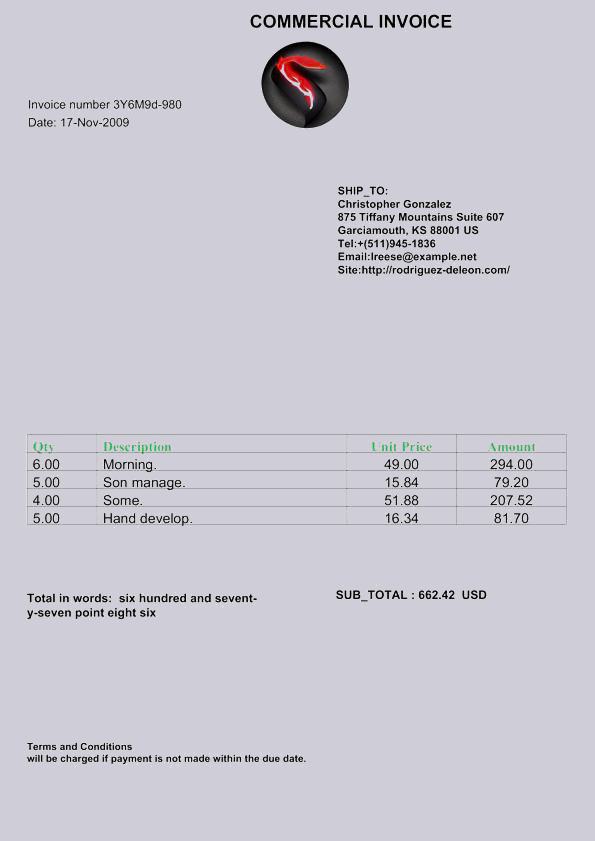 COMMERCIAL INVOICE
Invoice number 3Y6M9d-980
Date: 17-Nov-2009
SHIP_TO:
Christopher Gonzalez
875 Tiffany Mountains Suite 607
Garciamouth, KS 88001 US
Tel:+(511)945-1836
Email:lreese@example.net
Site:http://rodriguez-deleon.com/
Qty Description Unit Price Amount
6.00 Morning. 49.00 294.00
5.00 Son manage. 15.84 79.20
4.00 Some. 51.88 207.52
5.00 Hand develop. 16.34 81.70
Total in words: six hundred and sevent-
y-seven point eight six
SUB_TOTAL : 662.42 USD
Terms and Conditions
will be charged if payment is not made within the due date.